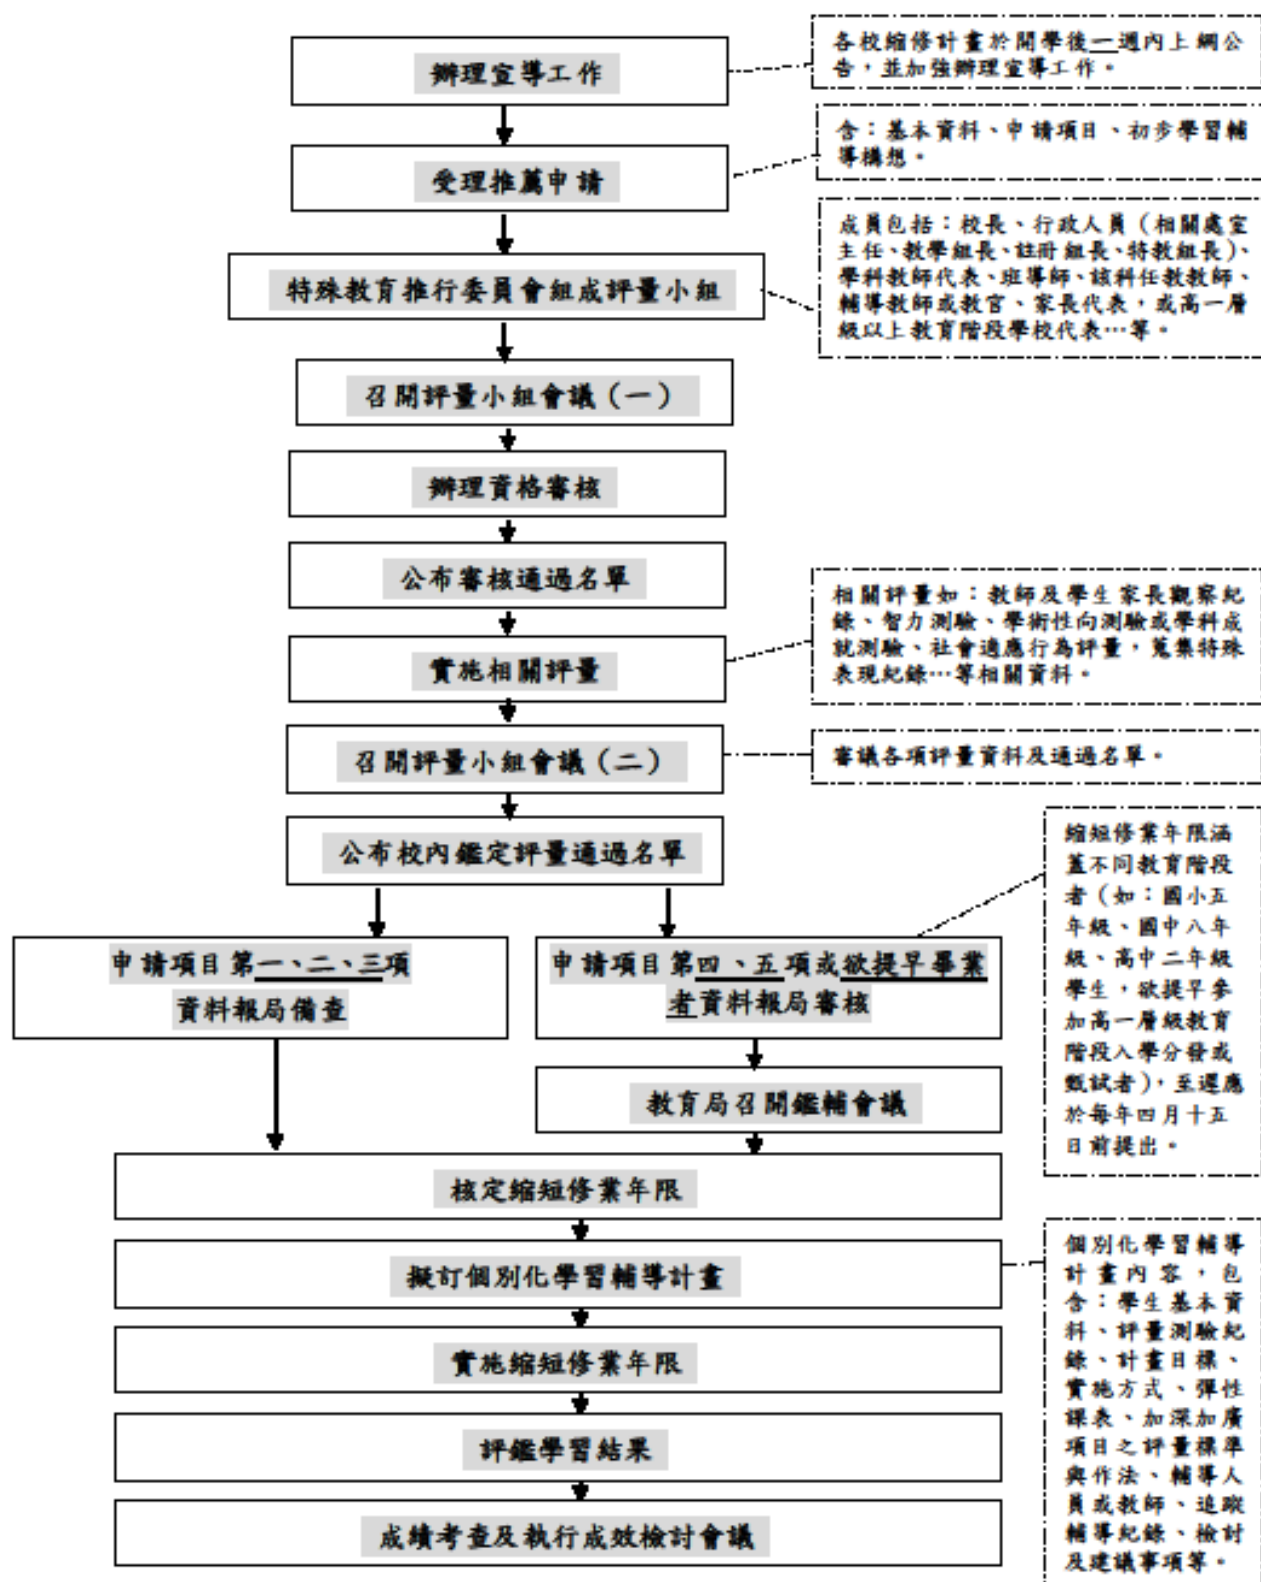 辦理宣導工作
各校縮修計畫於開學後一週內上網公
告，並加強辦理宣導工作。
受理推薦申請
含：基本資料、申請項目、初步學習輔
導構想。
特殊教育推行委員會組成評量小組
成員包括：校長、行政人員（相關處室
主任、教學組長、註冊組長、特教組長）、
學科教師代表、班導師、該科任教教師、
輔導教師或教官、家長代表，或高一層
級以上教育階段學校代表…等。
召開評量小組會議（一）
辦理資格審核
公布審核通過名單
實施相關評量
相關評量如：教師及學生家長觀察紀
錄、智力測驗、學術性向測驗或學科成
就測驗、社會適應行為評量，蒐集特殊
表現紀錄…等相關資料。
召開評量小組會議（二）
審議各項評量資料及通過名單。
公布校內鑑定評量通過名單
申請項目第一、二、三項
資料報局備查
申請項目第四、五項或欲提早畢業
者資料報局審核
縮短修業年限涵
蓋不同教育階段
者（如：國小五
年級、國中八年
級、高中二年級
學生，欲提早參
加高一層級教育
階段入學分發或
甄試者），至遲應
於每年四月十五
日前提出。
教育局召開鑑輔會議
核定縮短修業年限
擬訂個別化學習輔導計畫
個別化學習輔導
計畫內容，包
含：學生基本資
料、評量測驗紀
錄、計畫目標、
實施方式、彈性
課表、加深加廣
項目之評量標準
與作法、輔導人
員或教師、追蹤
輔導紀錄、檢討
及建議事項等。
實施縮短修業年限
評鑑學習結果
成績考查及執行成效檢討會議